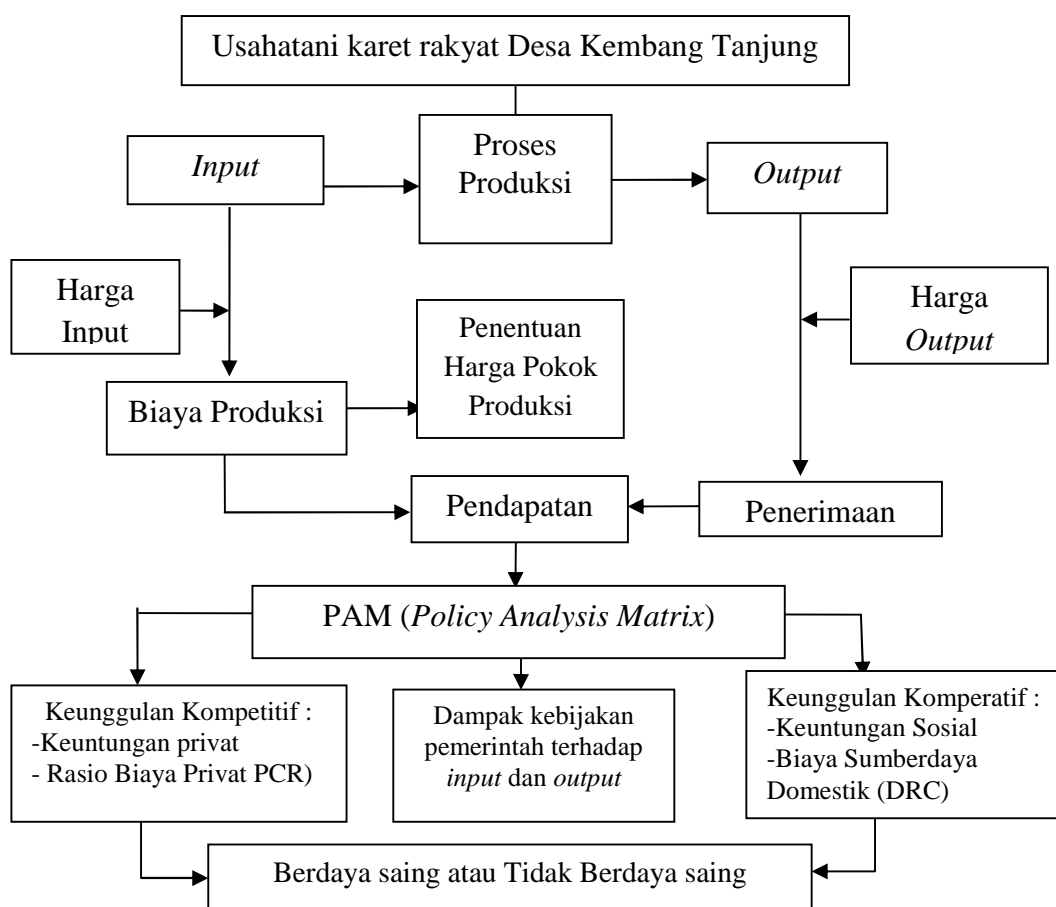 Usahatani karet rakyat Desa Kembang Tanjung
Input
Proses
Produksi
Output
Harga
Input
Penentuan
Harga Pokok
Produksi
Harga
Output
Biaya Produksi
Pendapatan
Penerimaan
PAM (Policy Analysis Matrix)
Keunggulan Kompetitif :
-Keuntungan privat
- Rasio Biaya Privat PCR)
Dampak kebijakan
pemerintah terhadap
input dan output
Keunggulan Komperatif :
-Keuntungan Sosial
-Biaya Sumberdaya
Domestik (DRC)
Berdaya saing atau Tidak Berdaya saing